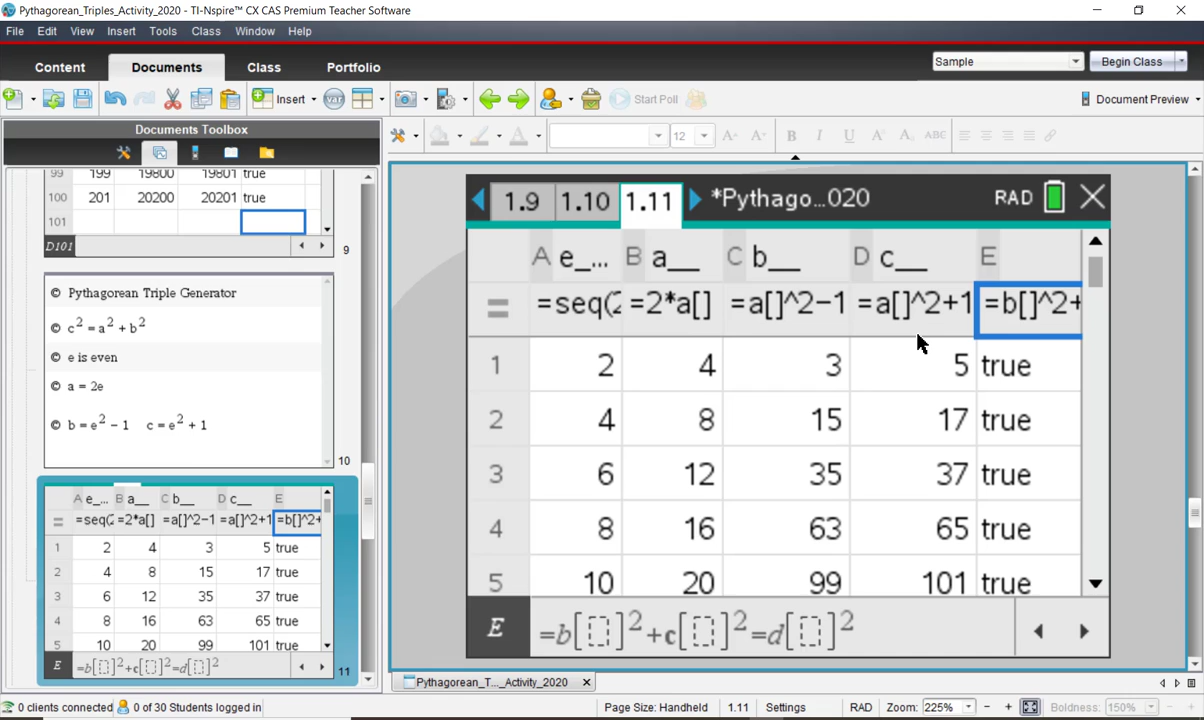 Pythagorean_Triples_Activity_2020 - TI-Nspire™ CX CAS Premium Teacher Software
File Edit View Insert Tools Class Window Help
Content Documents Class Portfolio
Sample Begin Class
Insert Start Poll Document Preview
Documents Toolbox
12 A A B I U A A ABC
99 199 19800 19801 true
100 201 20200 20201 true
101
D101
9
© Pythagorean Triple Generator
© c² = a² + b²
© e is even
© a = 2e
© b = e² - 1 c = e² + 1
10
A e_... B a__ C b__ D c__ E
= =seq(2 =2*a[] =a[]^2−1 =a[]^2+1 =b[]^2+
1 2 4 3 5 true
2 4 8 15 17 true
3 6 12 35 37 true
4 8 16 63 65 true
5 10 20 99 101 true
E =b[]²+c[]²=d[]²
11
1.9 1.10 1.11 *Pythago...020 RAD
A e_... B a__ C b__ D c__ E
= =seq(2 =2*a[] =a[]^2−1 =a[]^2+1 =b[]^2+
1 2 4 3 5 true
2 4 8 15 17 true
3 6 12 35 37 true
4 8 16 63 65 true
5 10 20 99 101 true
E =b[]²+c[]²=d[]²
Pythagorean_T..._Activity_2020
0 clients connected 0 of 30 Students logged in Page Size: Handheld 1.11 Settings RAD Zoom: 225% - + Boldness: 150% - +